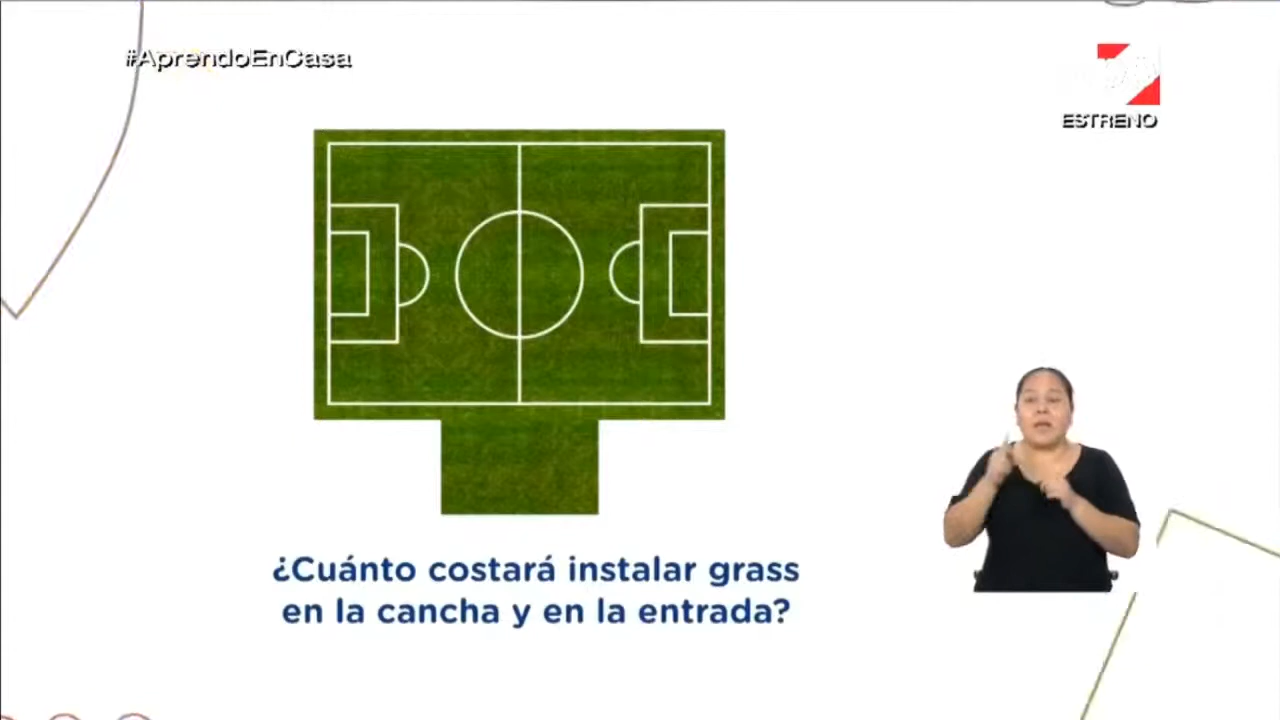 #AprendoEnCasa
ESTRENO
¿Cuánto costará instalar grass
en la cancha y en la entrada?